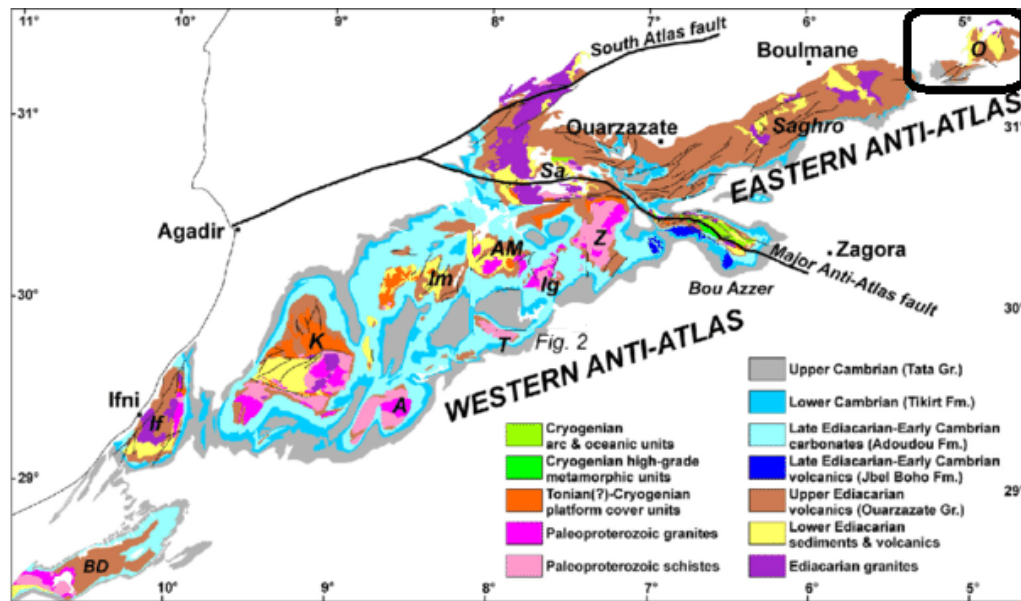 11° 10° 9° 8° 7° 6° 5°
South Atlas fault
Boulmane
O
31°
Ouarzazate
31°
Saghro
Sa
EASTERN ANTI-ATLAS
Agadir
Z
Zagora
AM
Major Anti-Atlas fault
Im
Ig
30°
Bou Azzer
30°
K
T
Fig. 2
WESTERN ANTI-ATLAS
Ifni
If
A
29°
29°
BD
Upper Cambrian (Tata Gr.)
Lower Cambrian (Tikirt Fm.)
Cryogenian
arc & oceanic units
Late Ediacarian-Early Cambrian
carbonates (Adoudou Fm.)
Cryogenian high-grade
metamorphic units
Late Ediacarian-Early Cambrian
volcanics (Jbel Boho Fm.)
Tonian(?)-Cryogenian
platform cover units
Upper Ediacarian
volcanics (Ouarzazate Gr.)
Paleoproterozoic granites
Lower Ediacarian
sediments & volcanics
Paleoproterozoic schistes
Ediacarian granites
10° 9° 8° 7° 6°